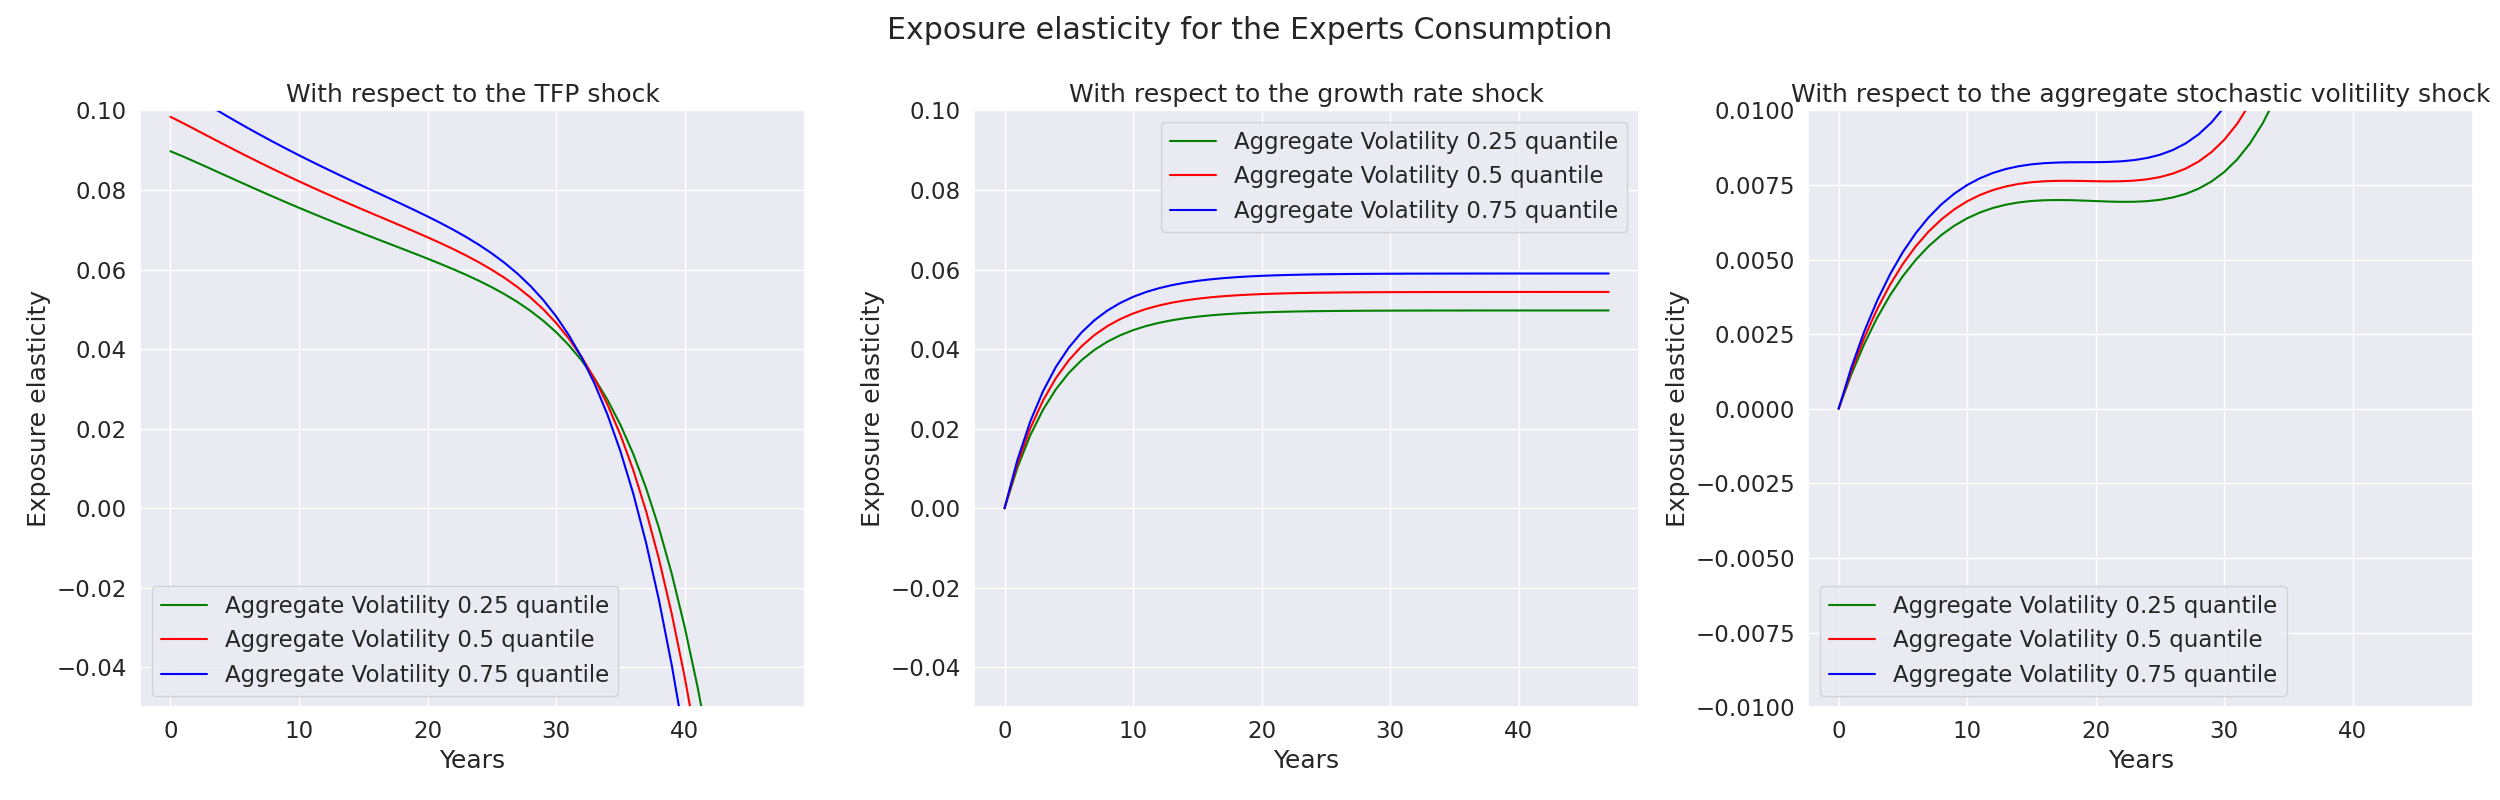 Exposure elasticity for the Experts Consumption
With respect to the TFP shock
0.10
0.08
0.06
0.04
0.02
0.00
−0.02
−0.04
Exposure elasticity
Aggregate Volatility 0.25 quantile
Aggregate Volatility 0.5 quantile
Aggregate Volatility 0.75 quantile
0 10 20 30 40
Years
With respect to the growth rate shock
0.10
0.08
0.06
0.04
0.02
0.00
−0.02
−0.04
Exposure elasticity
Aggregate Volatility 0.25 quantile
Aggregate Volatility 0.5 quantile
Aggregate Volatility 0.75 quantile
0 10 20 30 40
Years
With respect to the aggregate stochastic volitility shock
0.0100
0.0075
0.0050
0.0025
0.0000
−0.0025
−0.0050
−0.0075
−0.0100
Exposure elasticity
Aggregate Volatility 0.25 quantile
Aggregate Volatility 0.5 quantile
Aggregate Volatility 0.75 quantile
0 10 20 30 40
Years